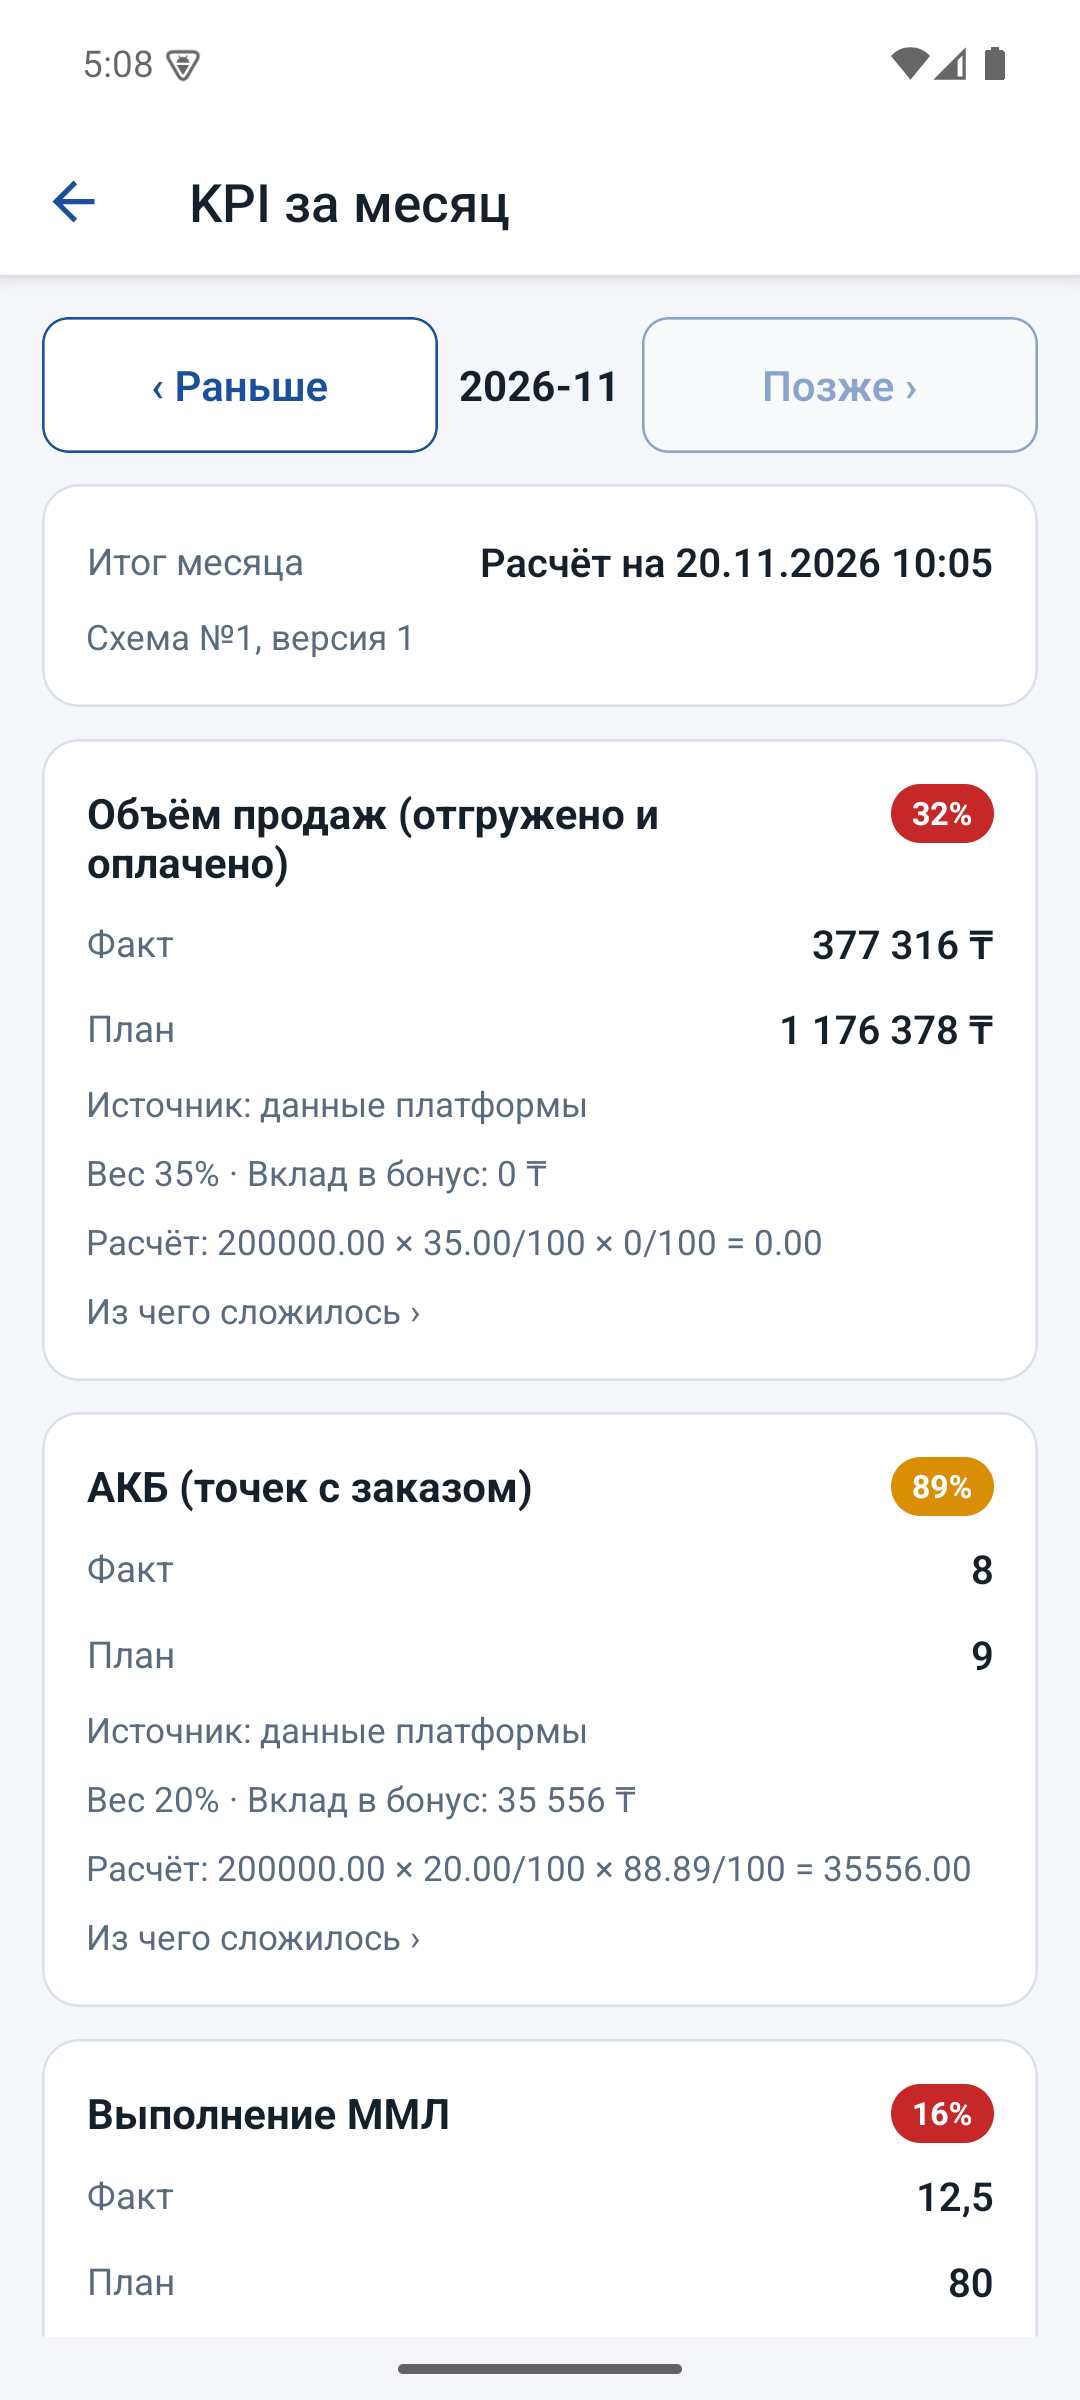 5:08
KPI за месяц
‹ Раньше
2026-11
Позже ›
Итог месяца
Расчёт на 20.11.2026 10:05
Схема №1, версия 1
Объём продаж (отгружено и
оплачено)
32%
Факт
377 316 ₸
План
1 176 378 ₸
Источник: данные платформы
Вес 35% · Вклад в бонус: 0 ₸
Расчёт: 200000.00 × 35.00/100 × 0/100 = 0.00
Из чего сложилось ›
АКБ (точек с заказом)
89%
Факт
8
План
9
Источник: данные платформы
Вес 20% · Вклад в бонус: 35 556 ₸
Расчёт: 200000.00 × 20.00/100 × 88.89/100 = 35556.00
Из чего сложилось ›
Выполнение ММЛ
16%
Факт
12,5
План
80